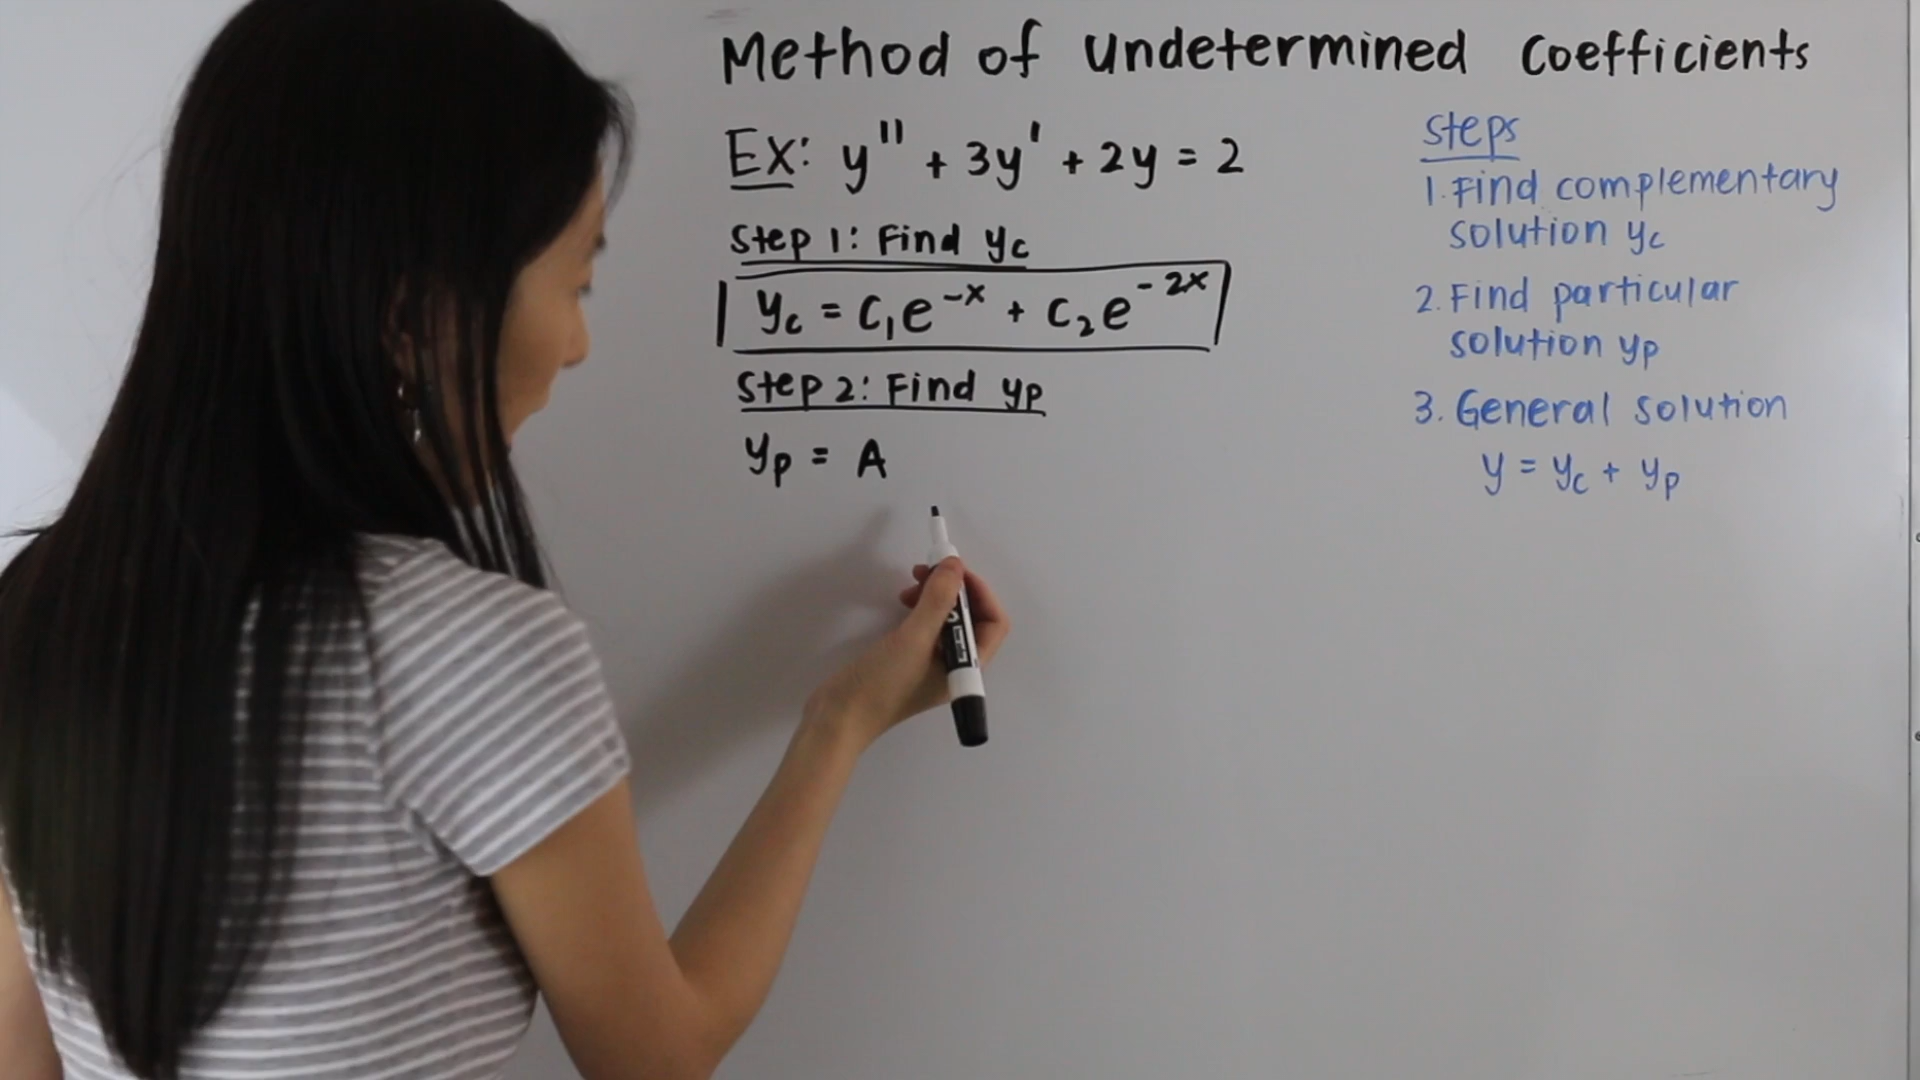 Method of undetermined Coefficients
EX: y" + 3y' + 2y = 2
Step 1: Find yc
yc = c₁e^-x + c₂e^-2x
Step 2: Find yp
yp = A
Steps
1. Find complementary
solution yc
2. Find particular
solution yp
3. General solution
y = yc + yp